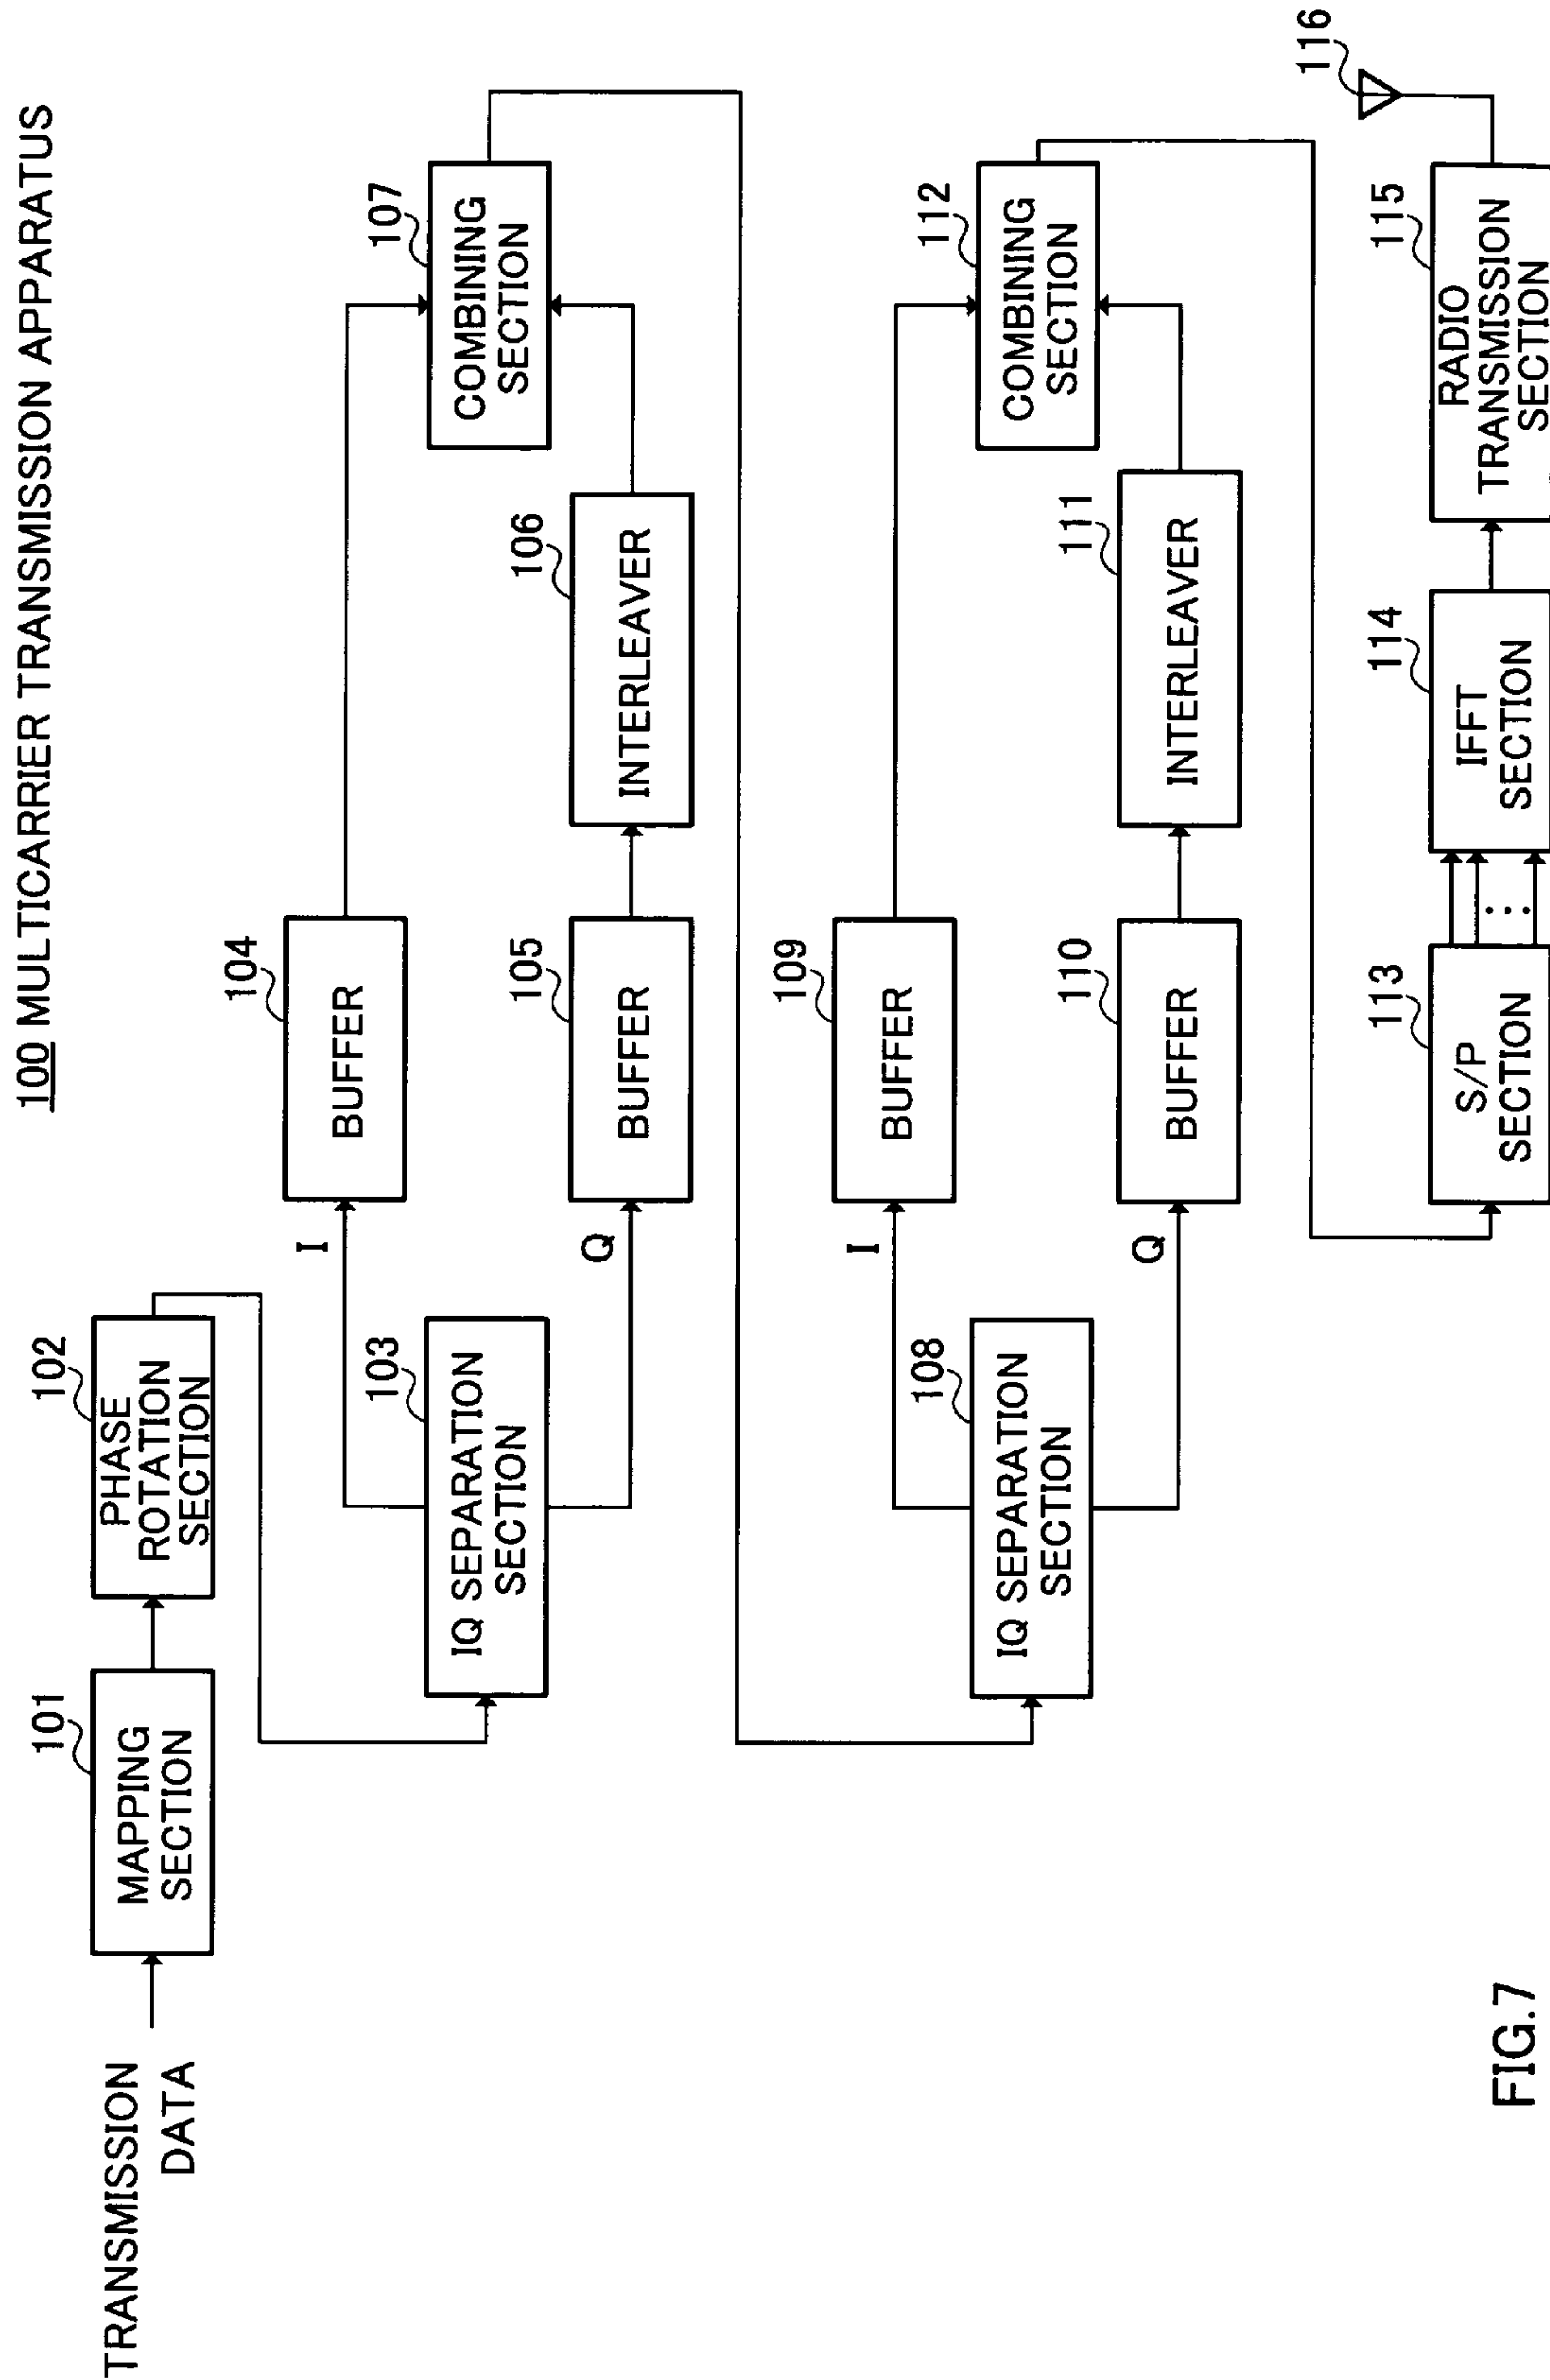 100 MULTICARRIER TRANSMISSION APPARATUS
TRANSMISSION
DATA
101
MAPPING
SECTION
102
PHASE
ROTATION
SECTION
103
IQ SEPARATION
SECTION
I
104
BUFFER
Q
105
BUFFER
106
INTERLEAVER
107
COMBINING
SECTION
108
IQ SEPARATION
SECTION
I
109
BUFFER
Q
110
BUFFER
111
INTERLEAVER
112
COMBINING
SECTION
113
S/P
SECTION
114
IFFT
SECTION
115
RADIO
TRANSMISSION
SECTION
116
FIG.7